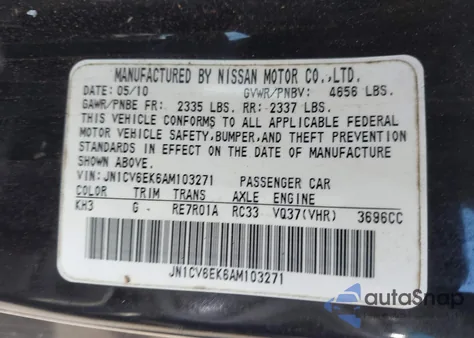 MANUFACTURED BY NISSAN MOTOR CO.,LTD.
DATE: 05/10 GVWR/PNBV: 4656 LBS.
GAWR/PNBE FR: 2335 LBS. RR: 2337 LBS.
THIS VEHICLE CONFORMS TO ALL APPLICABLE FEDERAL
MOTOR VEHICLE SAFETY, BUMPER, AND THEFT PREVENTION
STANDARDS IN EFFECT ON THE DATE OF MANUFACTURE
SHOWN ABOVE.
VIN: JN1CV6EK6AM103271 PASSENGER CAR
COLOR TRIM TRANS AXLE ENGINE
KH3 G - RE7R01A RC33 VQ37(VHR) 3696CC
JN1CV6EK6AM103271
autoSnap